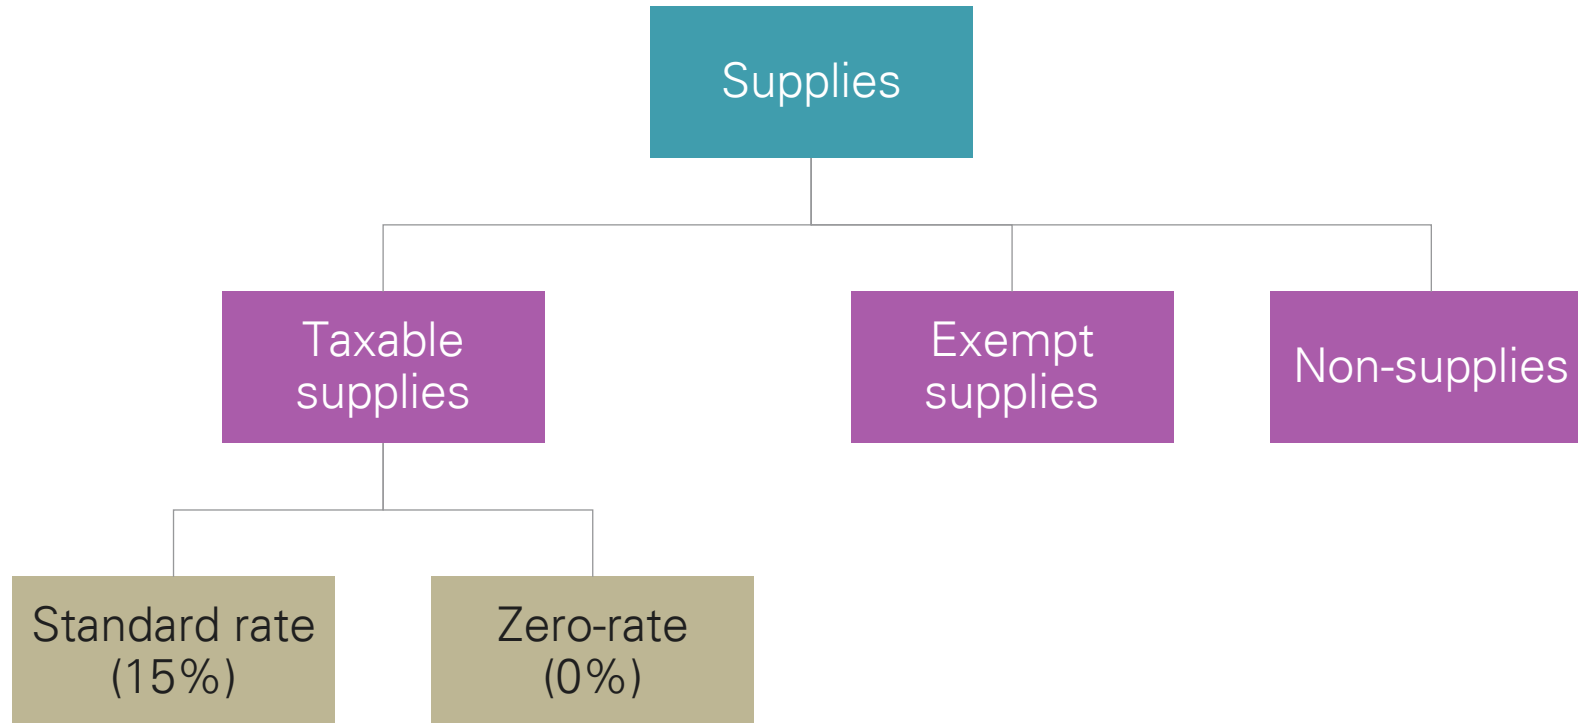 Supplies
Taxable
supplies
Exempt
supplies
Non-supplies
Standard rate
(15%)
Zero-rate
(0%)